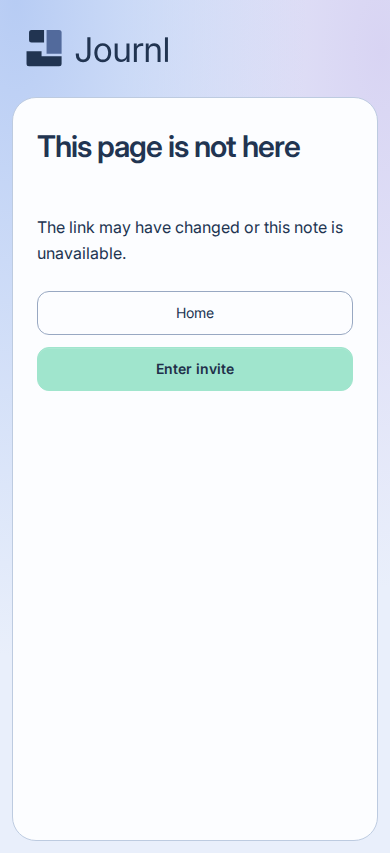 Journl
This page is not here
The link may have changed or this note is
unavailable.
Home
Enter invite